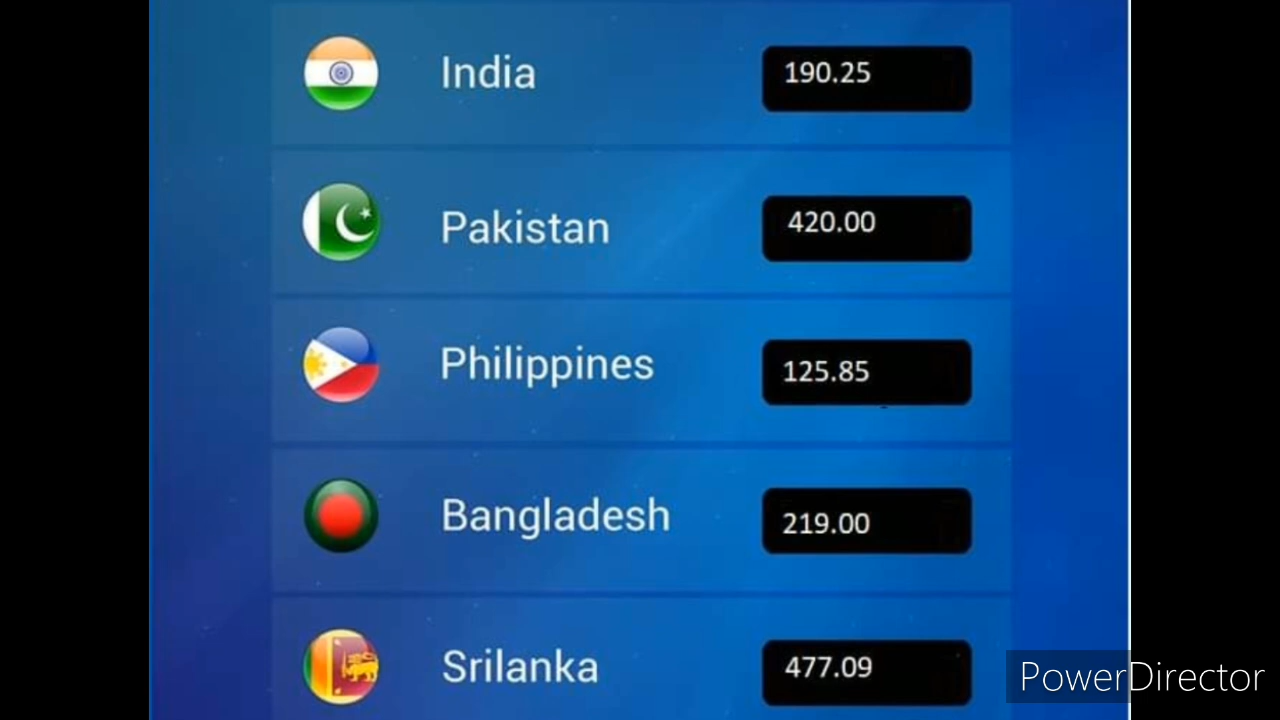 India 190.25
Pakistan 420.00
Philippines 125.85
Bangladesh 219.00
Srilanka 477.09
PowerDirector